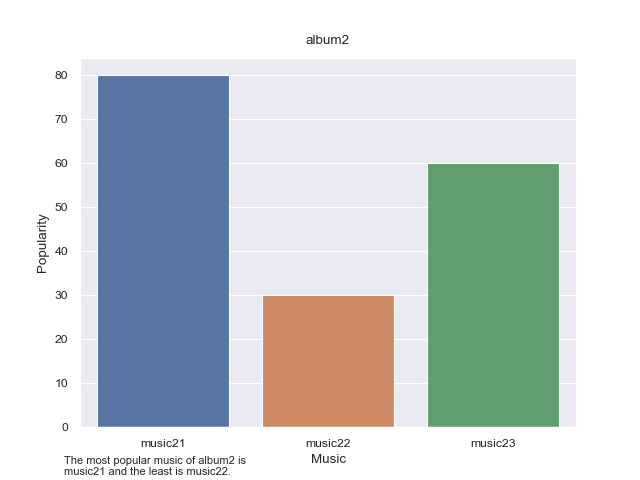 album2
80
70
60
50
40
30
20
10
0
Popularity
music21 music22 music23
Music
The most popular music of album2 is
music21 and the least is music22.